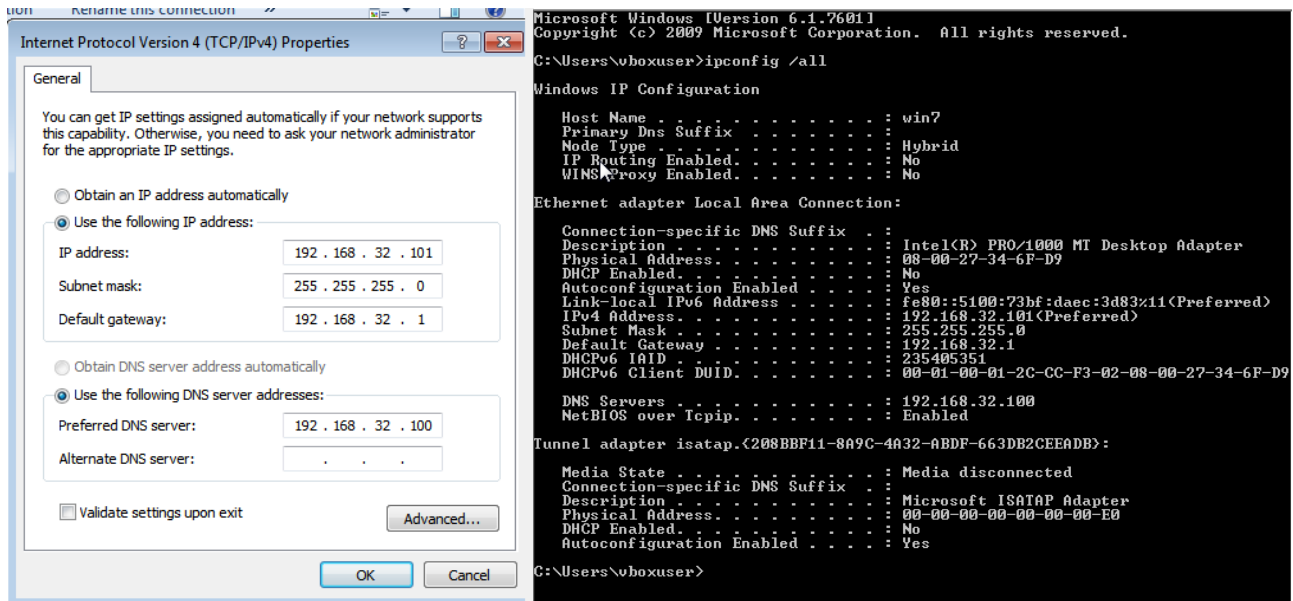 Rename this connection »
Internet Protocol Version 4 (TCP/IPv4) Properties
General
You can get IP settings assigned automatically if your network supports
this capability. Otherwise, you need to ask your network administrator
for the appropriate IP settings.
Obtain an IP address automatically
Use the following IP address:
IP address: 192 . 168 . 32 . 101
Subnet mask: 255 . 255 . 255 . 0
Default gateway: 192 . 168 . 32 . 1
Obtain DNS server address automatically
Use the following DNS server addresses:
Preferred DNS server: 192 . 168 . 32 . 100
Alternate DNS server: . . .
Validate settings upon exit
Advanced...
OK Cancel
Microsoft Windows [Version 6.1.7601]
Copyright (c) 2009 Microsoft Corporation. All rights reserved.
C:\Users\vboxuser>ipconfig /all
Windows IP Configuration
Host Name . . . . . . . . . . . . : win7
Primary Dns Suffix . . . . . . . :
Node Type . . . . . . . . . . . . : Hybrid
IP Routing Enabled. . . . . . . . : No
WINS Proxy Enabled. . . . . . . . : No
Ethernet adapter Local Area Connection:
Connection-specific DNS Suffix . :
Description . . . . . . . . . . . : Intel(R) PRO/1000 MT Desktop Adapter
Physical Address. . . . . . . . . : 08-00-27-34-6F-D9
DHCP Enabled. . . . . . . . . . . : No
Autoconfiguration Enabled . . . . : Yes
Link-local IPv6 Address . . . . . : fe80::5100:73bf:daec:3d83%11(Preferred)
IPv4 Address. . . . . . . . . . . : 192.168.32.101(Preferred)
Subnet Mask . . . . . . . . . . . : 255.255.255.0
Default Gateway . . . . . . . . . : 192.168.32.1
DHCPv6 IAID . . . . . . . . . . . : 235405351
DHCPv6 Client DUID. . . . . . . . : 00-01-00-01-2C-CC-F3-02-08-00-27-34-6F-D9
DNS Servers . . . . . . . . . . . : 192.168.32.100
NetBIOS over Tcpip. . . . . . . . : Enabled
Tunnel adapter isatap.{208BBF11-8A9C-4A32-ABDF-663DB2CEEADB}:
Media State . . . . . . . . . . . : Media disconnected
Connection-specific DNS Suffix . :
Description . . . . . . . . . . . : Microsoft ISATAP Adapter
Physical Address. . . . . . . . . : 00-00-00-00-00-00-00-E0
DHCP Enabled. . . . . . . . . . . : No
Autoconfiguration Enabled . . . . : Yes
C:\Users\vboxuser>